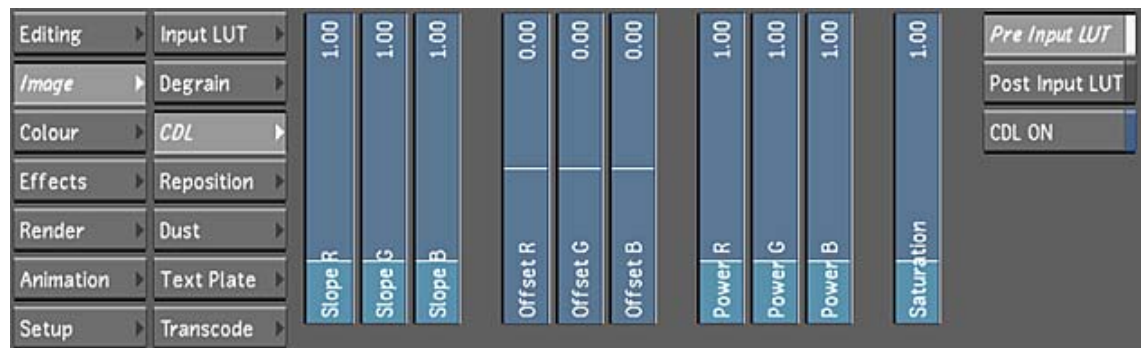 Editing
Image
Colour
Effects
Render
Animation
Setup
Input LUT
Degrain
CDL
Reposition
Dust
Text Plate
Transcode
Slope R 1.00
Slope G 1.00
Slope B 1.00
Offset R 0.00
Offset G 0.00
Offset B 0.00
Power R 1.00
Power G 1.00
Power B 1.00
Saturation 1.00
Pre Input LUT
Post Input LUT
CDL ON